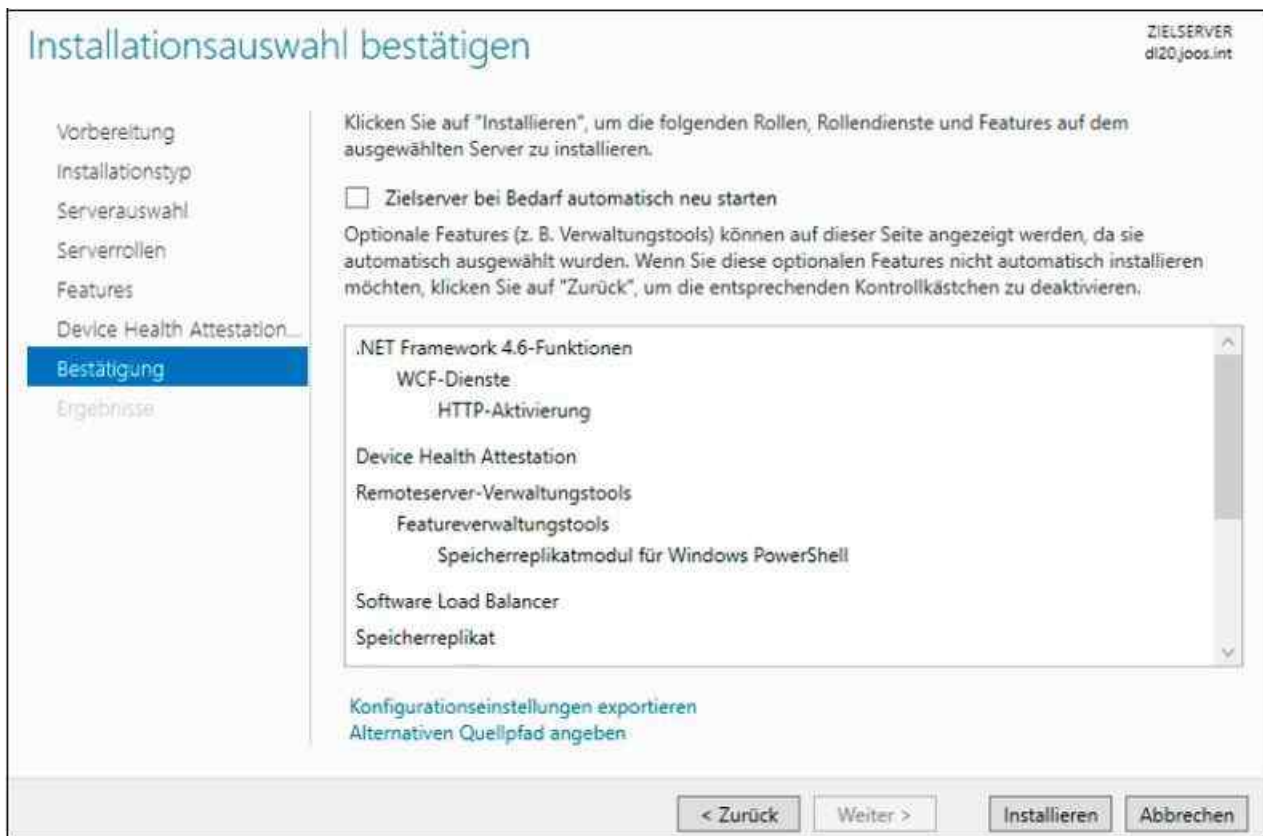 Installationsauswahl bestätigen
ZIELSERVER
dl20.joos.int
Vorbereitung
Installationstyp
Serverauswahl
Serverrollen
Features
Device Health Attestation...
Bestätigung
Ergebnisse
Klicken Sie auf "Installieren", um die folgenden Rollen, Rollendienste und Features auf dem
ausgewählten Server zu installieren.
Zielserver bei Bedarf automatisch neu starten
Optionale Features (z. B. Verwaltungstools) können auf dieser Seite angezeigt werden, da sie
automatisch ausgewählt wurden. Wenn Sie diese optionalen Features nicht automatisch installieren
möchten, klicken Sie auf "Zurück", um die entsprechenden Kontrollkästchen zu deaktivieren.
.NET Framework 4.6-Funktionen
WCF-Dienste
HTTP-Aktivierung
Device Health Attestation
Remoteserver-Verwaltungstools
Featureverwaltungstools
Speicherreplikatmodul für Windows PowerShell
Software Load Balancer
Speicherreplikat
Konfigurationseinstellungen exportieren
Alternativen Quellpfad angeben
< Zurück
Weiter >
Installieren
Abbrechen